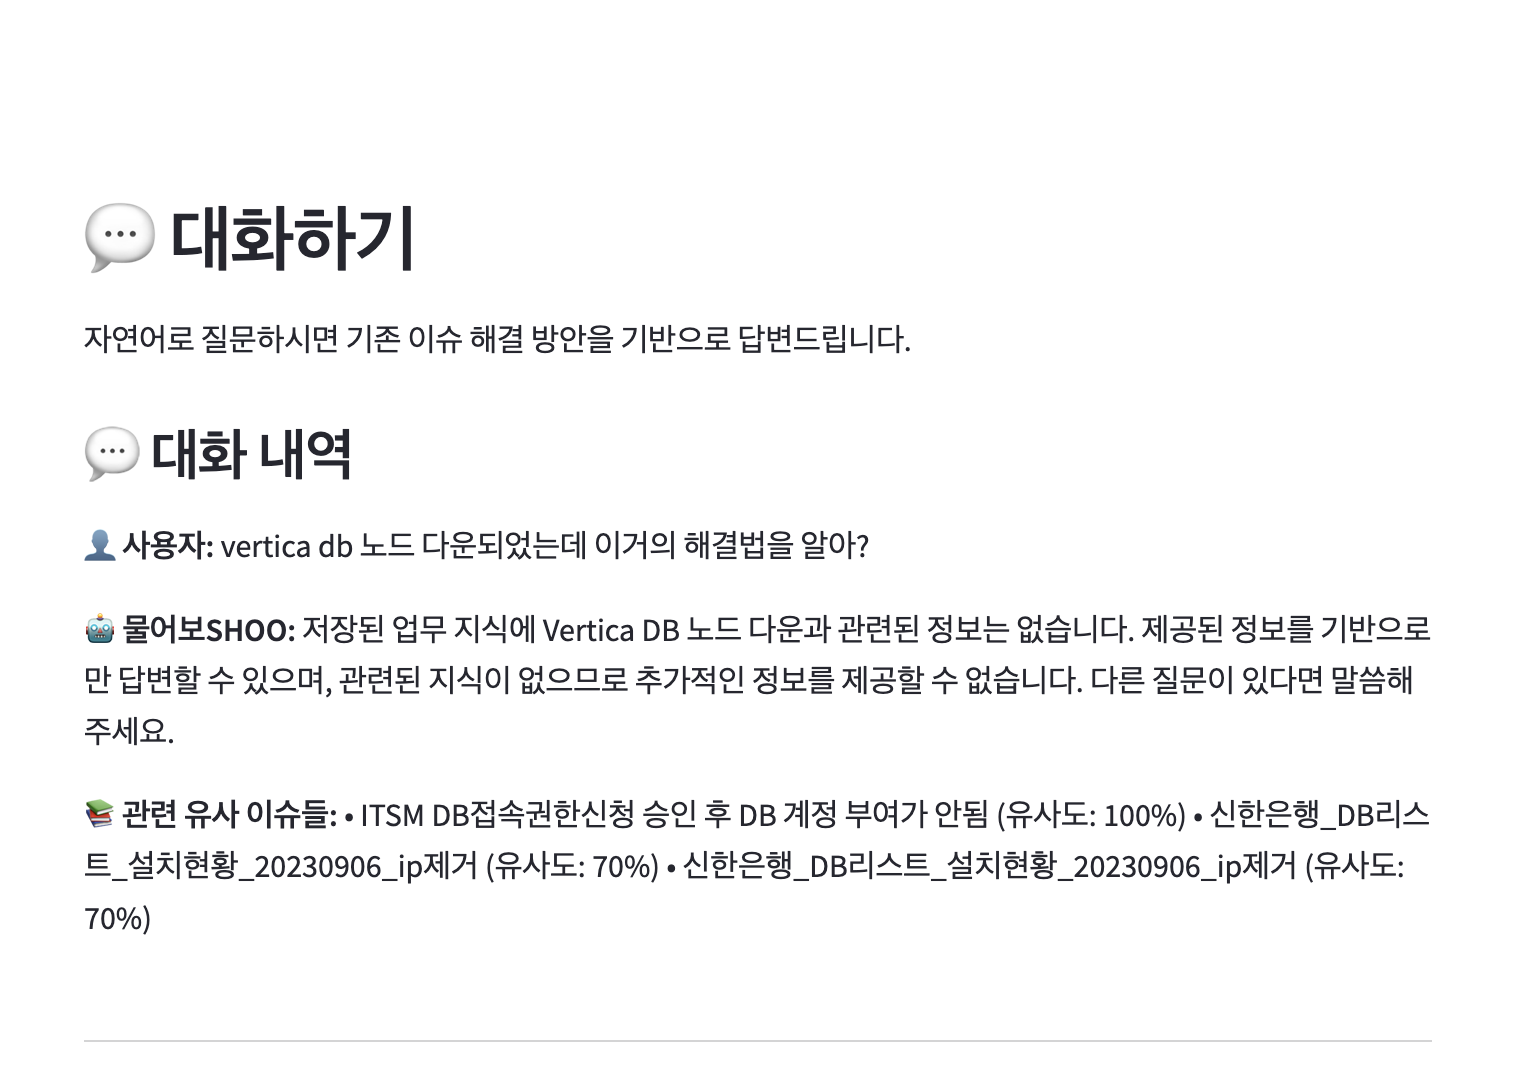 💬 대화하기
자연어로 질문하시면 기존 이슈 해결 방안을 기반으로 답변드립니다.
💬 대화 내역
👤 사용자: vertica db 노드 다운되었는데 이거의 해결법을 알아?
🤖 물어보SHOO: 저장된 업무 지식에 Vertica DB 노드 다운과 관련된 정보는 없습니다. 제공된 정보를 기반으로
만 답변할 수 있으며, 관련된 지식이 없으므로 추가적인 정보를 제공할 수 없습니다. 다른 질문이 있다면 말씀해
주세요.
📚 관련 유사 이슈들: • ITSM DB접속권한신청 승인 후 DB 계정 부여가 안됨 (유사도: 100%) • 신한은행_DB리스
트_설치현황_20230906_ip제거 (유사도: 70%) • 신한은행_DB리스트_설치현황_20230906_ip제거 (유사도:
70%)